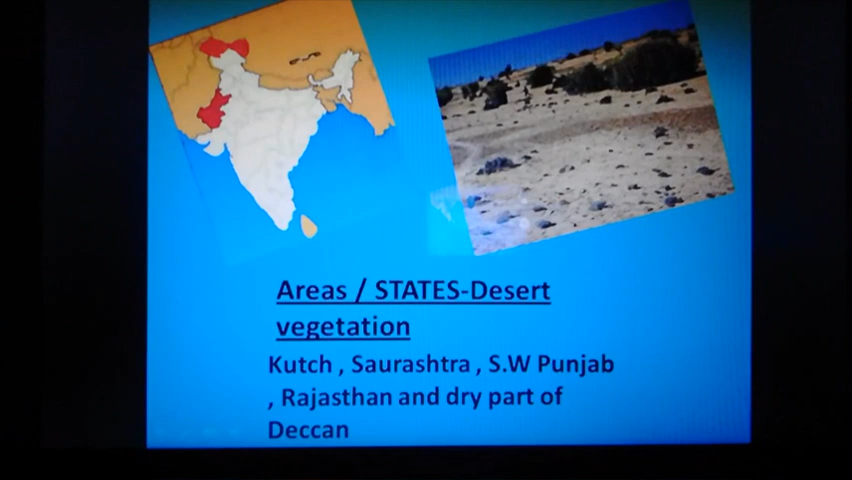 Areas / STATES-Desert
vegetation
Kutch , Saurashtra , S.W Punjab
, Rajasthan and dry part of
Deccan